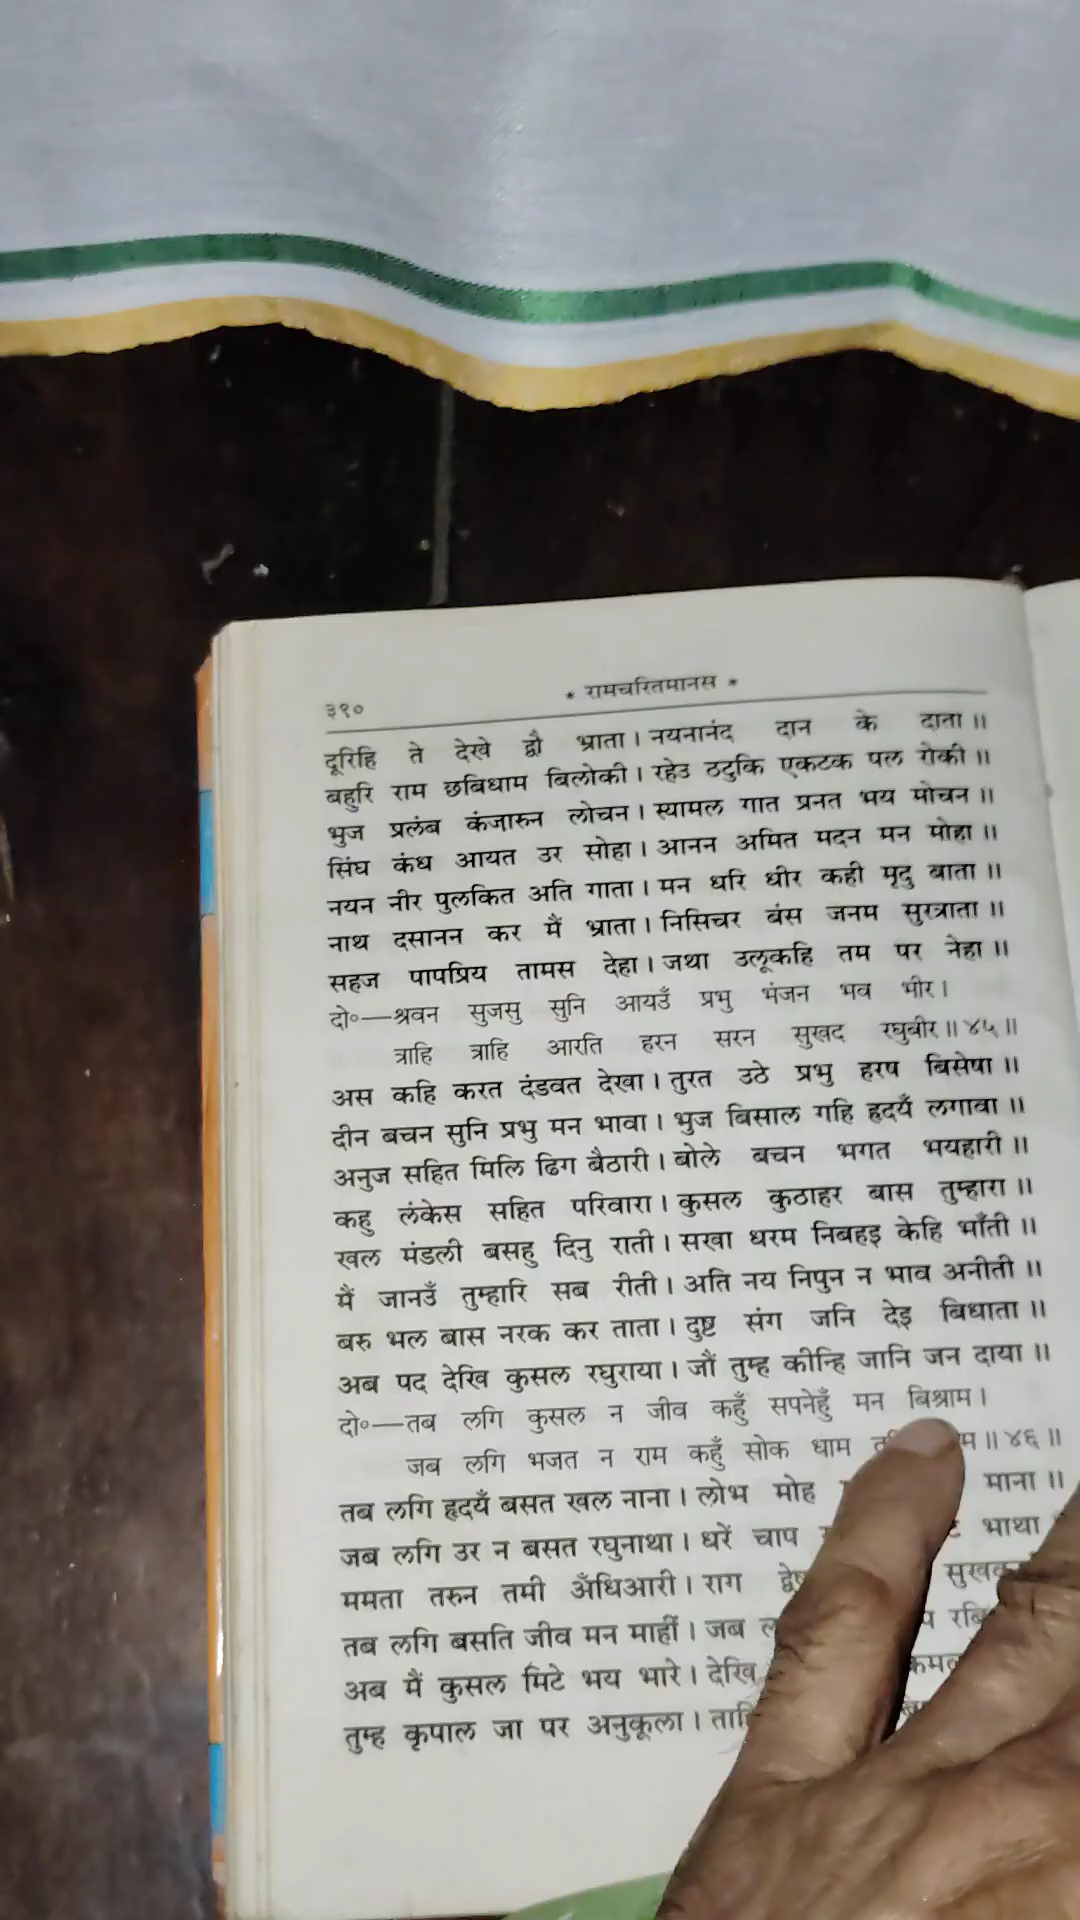 ३९०
* रामचरितमानस *
दूरिहि ते देखे द्वौ भ्राता। नयनानंद दान के दाता॥
बहुरि राम छबिधाम बिलोकी। रहेउ ठटुकि एकटक पल रोकी॥
भुज प्रलंब कंजारुन लोचन। स्यामल गात प्रनत भय मोचन॥
सिंघ कंध आयत उर सोहा। आनन अमित मदन मन मोहा॥
नयन नीर पुलकित अति गाता। मन धरि धीर कही मृदु बाता॥
नाथ दसानन कर मैं भ्राता। निसिचर बंस जनम सुरत्राता॥
सहज पापप्रिय तामस देहा। जथा उलूकहि तम पर नेहा॥
दो०—श्रवन सुजसु सुनि आयउँ प्रभु भंजन भव भीर।
त्राहि त्राहि आरति हरन सरन सुखद रघुबीर॥४५॥
अस कहि करत दंडवत देखा। तुरत उठे प्रभु हरष बिसेषा॥
दीन बचन सुनि प्रभु मन भावा। भुज बिसाल गहि हृदयँ लगावा॥
अनुज सहित मिलि ढिग बैठारी। बोले बचन भगत भयहारी॥
कहु लंकेस सहित परिवारा। कुसल कुठाहर बास तुम्हारा॥
खल मंडली बसहु दिनु राती। सखा धरम निबहइ केहि भाँती॥
मैं जानउँ तुम्हारि सब रीती। अति नय निपुन न भाव अनीती॥
बरु भल बास नरक कर ताता। दुष्ट संग जनि देइ बिधाता॥
अब पद देखि कुसल रघुराया। जौं तुम्ह कीन्हि जानि जन दाया॥
दो०—तब लगि कुसल न जीव कहुँ सपनेहुँ मन बिश्राम।
जब लगि भजत न राम कहुँ सोक धाम ॥४६॥
तब लगि हृदयँ बसत खल नाना। लोभ मोह माना॥
जब लगि उर न बसत रघुनाथा। धरें चाप भाथा
ममता तरुन तमी अँधिआरी। राग
तब लगि बसति जीव मन माहीं। जब
अब मैं कुसल मिटे भय भारे। देखि
तुम्ह कृपाल जा पर अनुकूला।